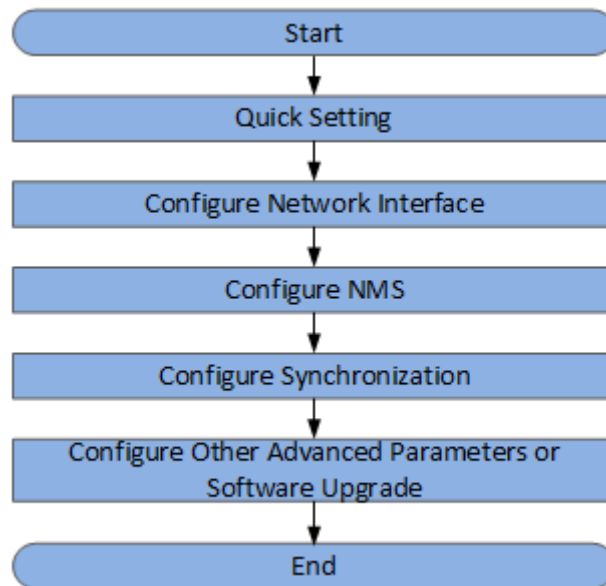 Start
Quick Setting
Configure Network Interface
Configure NMS
Configure Synchronization
Configure Other Advanced Parameters or
Software Upgrade
End